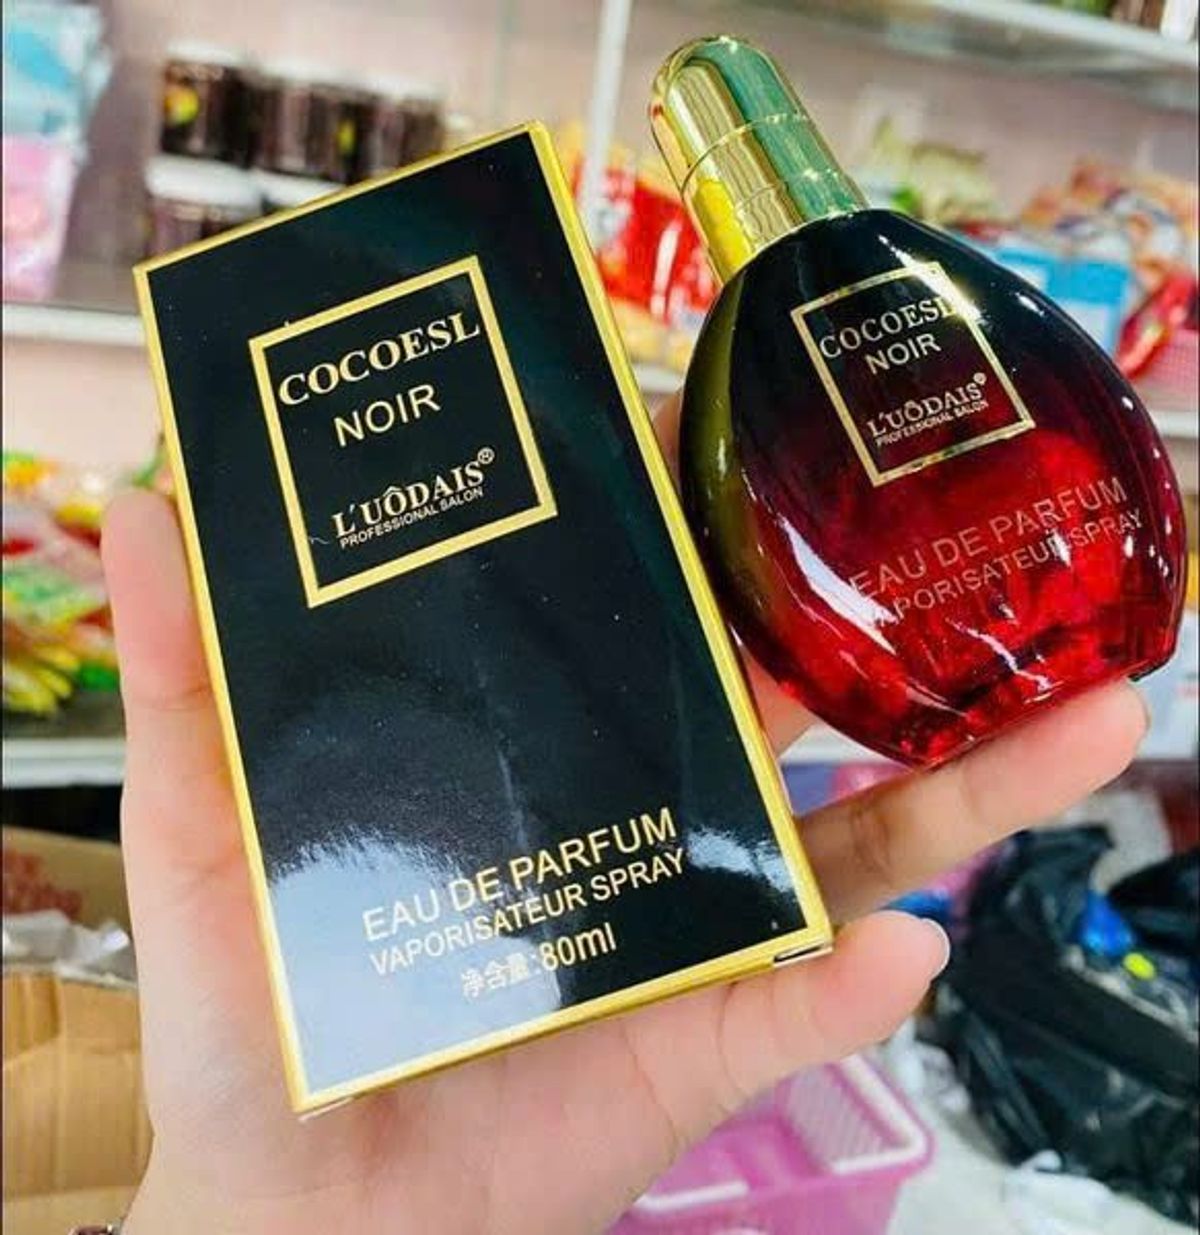 COCOESL
NOIR
L'UÔDAIS®
PROFESSIONAL SALON
EAU DE PARFUM
VAPORISATEUR SPRAY
净含量:80ml
COCOESL
NOIR
L'UÔDAIS®
PROFESSIONAL SALON
EAU DE PARFUM
VAPORISATEUR SPRAY